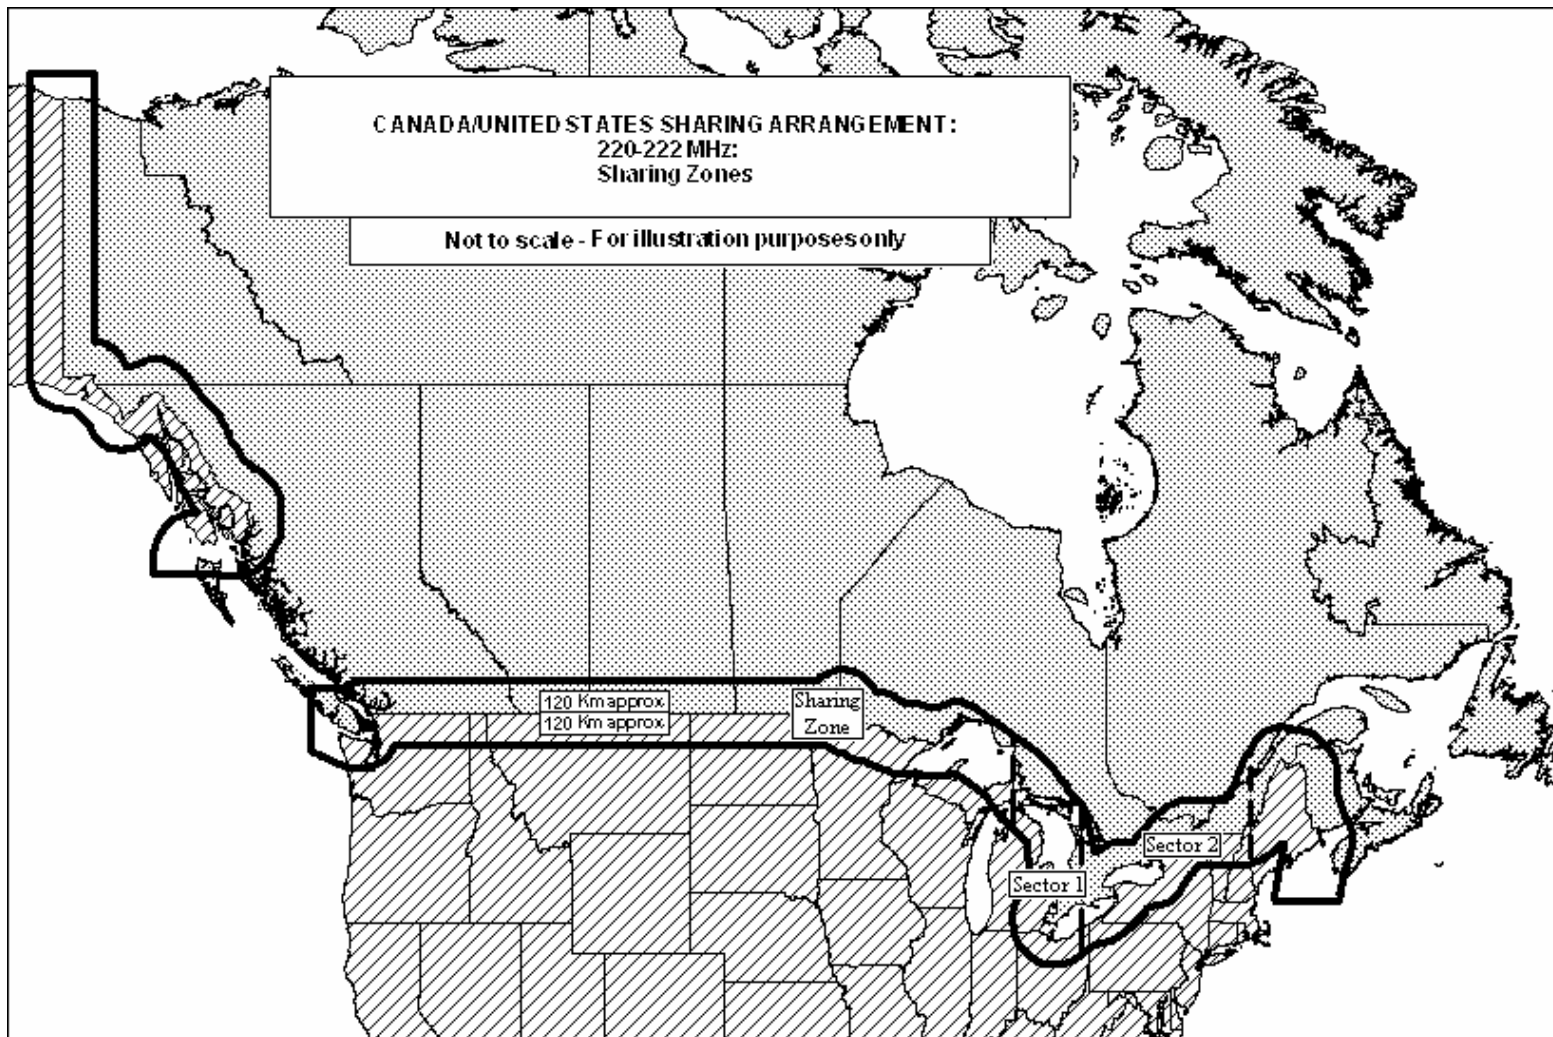 CANADA/UNITED STATES SHARING ARRANGEMENT:
220-222 MHz:
Sharing Zones
Not to scale - For illustration purposes only
120 Km approx.
120 Km approx.
Sharing
Zone
Sector 2
Sector 1